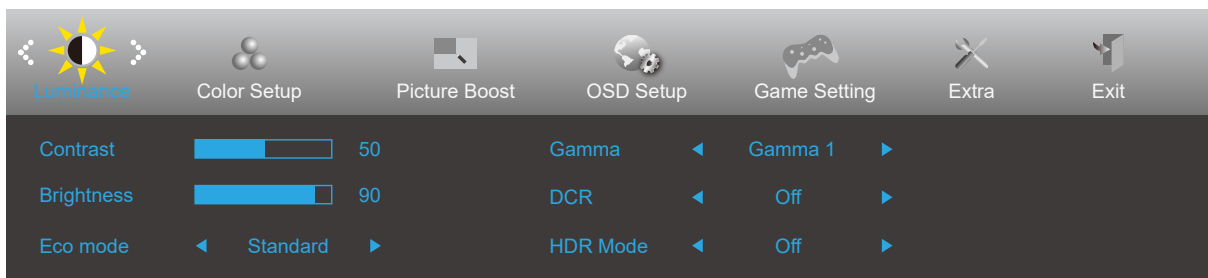 Luminance Color Setup Picture Boost OSD Setup Game Setting Extra Exit
Contrast 50 Gamma Gamma 1
Brightness 90 DCR Off
Eco mode Standard HDR Mode Off